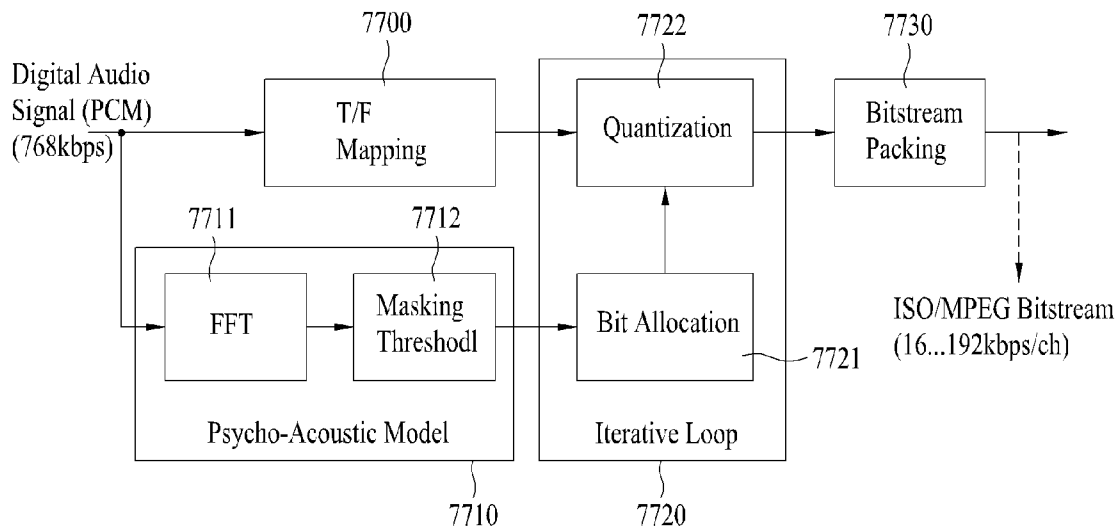 7700
7722
7730
Digital Audio
Signal (PCM)
(768kbps)
T/F
Mapping
Quantization
Bitstream
Packing
7711
7712
FFT
Masking
Threshodl
Bit Allocation
7721
ISO/MPEG Bitstream
(16...192kbps/ch)
Psycho-Acoustic Model
Iterative Loop
7710
7720